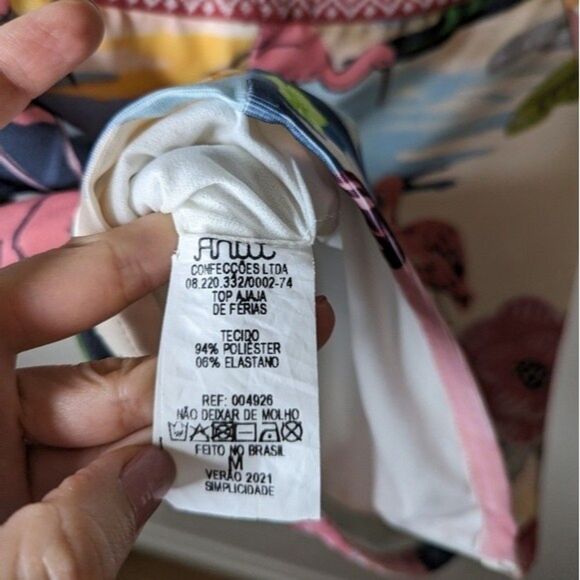 CONFECÇÕES LTDA
08.220.332/0002-74
TOP AJAJA
DE FÉRIAS
TECIDO
94% POLIÉSTER
06% ELASTANO
REF: 004926
NÃO DEIXAR DE MOLHO
FEITO NO BRASIL
M
VERÃO 2021
SIMPLICIDADE